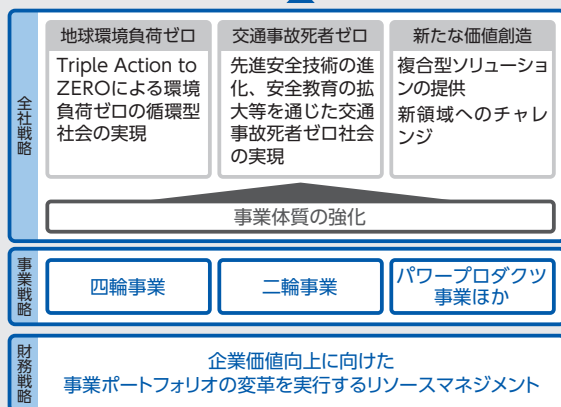 全社戦略
地球環境負荷ゼロ
Triple Action to
ZEROによる環境
負荷ゼロの循環型
社会の実現
交通事故死者ゼロ
先進安全技術の進
化、安全教育の拡
大等を通じた交通
事故死者ゼロ社会
の実現
新たな価値創造
複合型ソリューショ
ンの提供
新領域へのチャレ
ンジ
事業体質の強化
事業戦略
四輪事業
二輪事業
パワープロダクツ
事業ほか
財務戦略
企業価値向上に向けた
事業ポートフォリオの変革を実行するリソースマネジメント